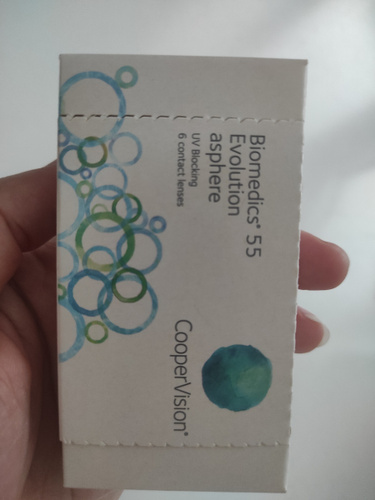 Biomedics® 55
Evolution
asphere
UV Blocking
6 contact lenses
CooperVision®